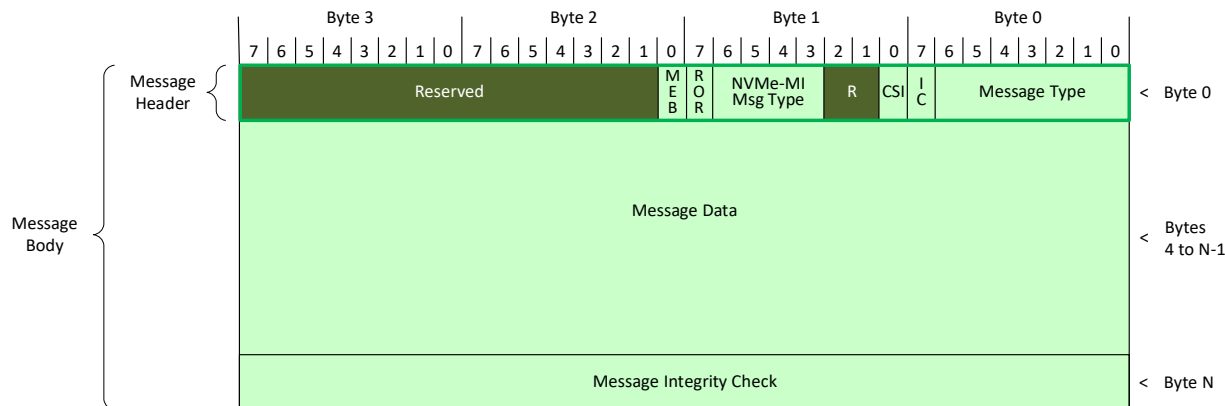 Byte 3 Byte 2 Byte 1 Byte 0
7 6 5 4 3 2 1 0 7 6 5 4 3 2 1 0 7 6 5 4 3 2 1 0 7 6 5 4 3 2 1 0
Message
Header
Reserved
M
E
B
R
O
R
NVMe-MI
Msg Type
R
CSI
I
C
Message Type
< Byte 0
Message
Body
Message Data
< Bytes
4 to N-1
Message Integrity Check
< Byte N